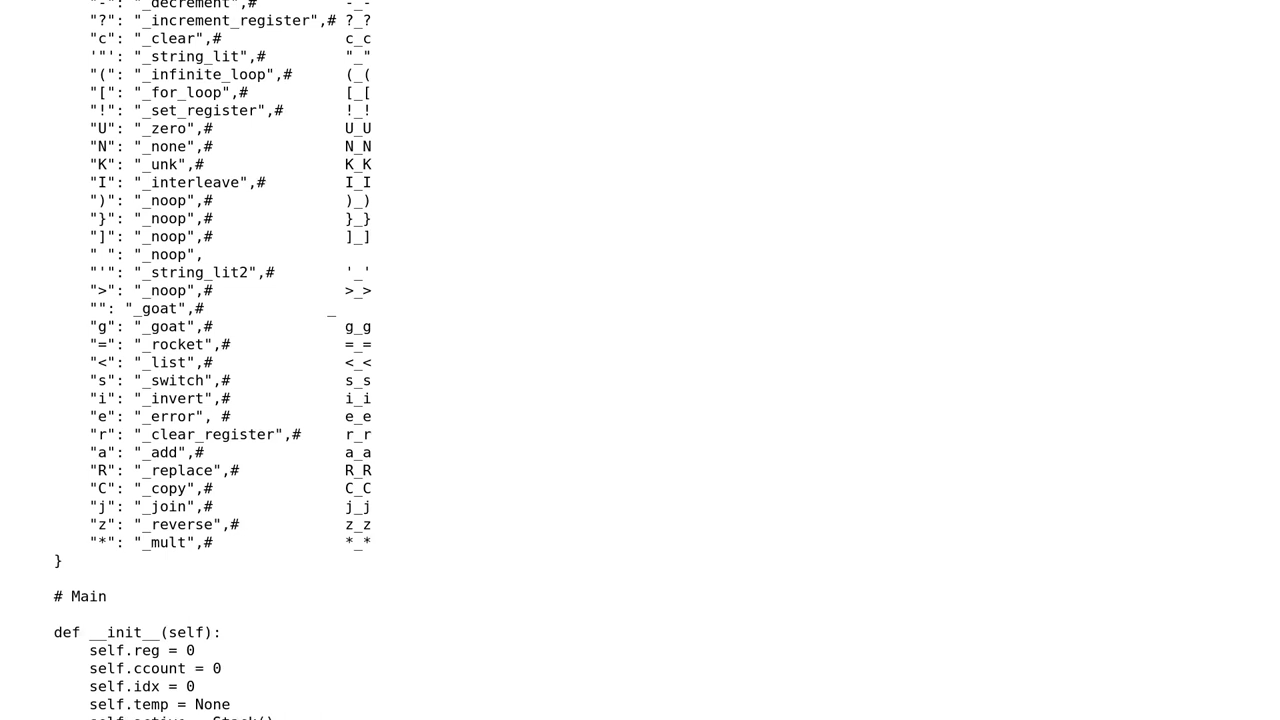 "-": "_decrement",#          -_-
"?": "_increment_register",# ?_?
"c": "_clear",#              c_c
'"': "_string_lit",#         "_"
"(": "_infinite_loop",#      (_(
"[": "_for_loop",#           [_[
"!": "_set_register",#       !_!
"U": "_zero",#               U_U
"N": "_none",#               N_N
"K": "_unk",#                K_K
"I": "_interleave",#         I_I
")": "_noop",#               )_)
"}": "_noop",#               }_}
"]": "_noop",#               ]_]
" ": "_noop",
"'": "_string_lit2",#        '_'
">": "_noop",#               >_>
"": "_goat",#              _
"g": "_goat",#               g_g
"=": "_rocket",#             =_=
"<": "_list",#               <_<
"s": "_switch",#             s_s
"i": "_invert",#             i_i
"e": "_error", #             e_e
"r": "_clear_register",#     r_r
"a": "_add",#                a_a
"R": "_replace",#            R_R
"C": "_copy",#               C_C
"j": "_join",#               j_j
"z": "_reverse",#            z_z
"*": "_mult",#               *_*
}
# Main
def __init__(self):
self.reg = 0
self.ccount = 0
self.idx = 0
self.temp = None